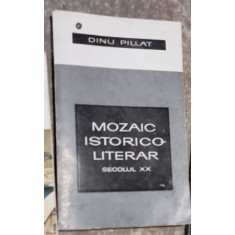 DINU PILLAT
MOZAIC
ISTORICO-
LITERAR
SECOLUL XX